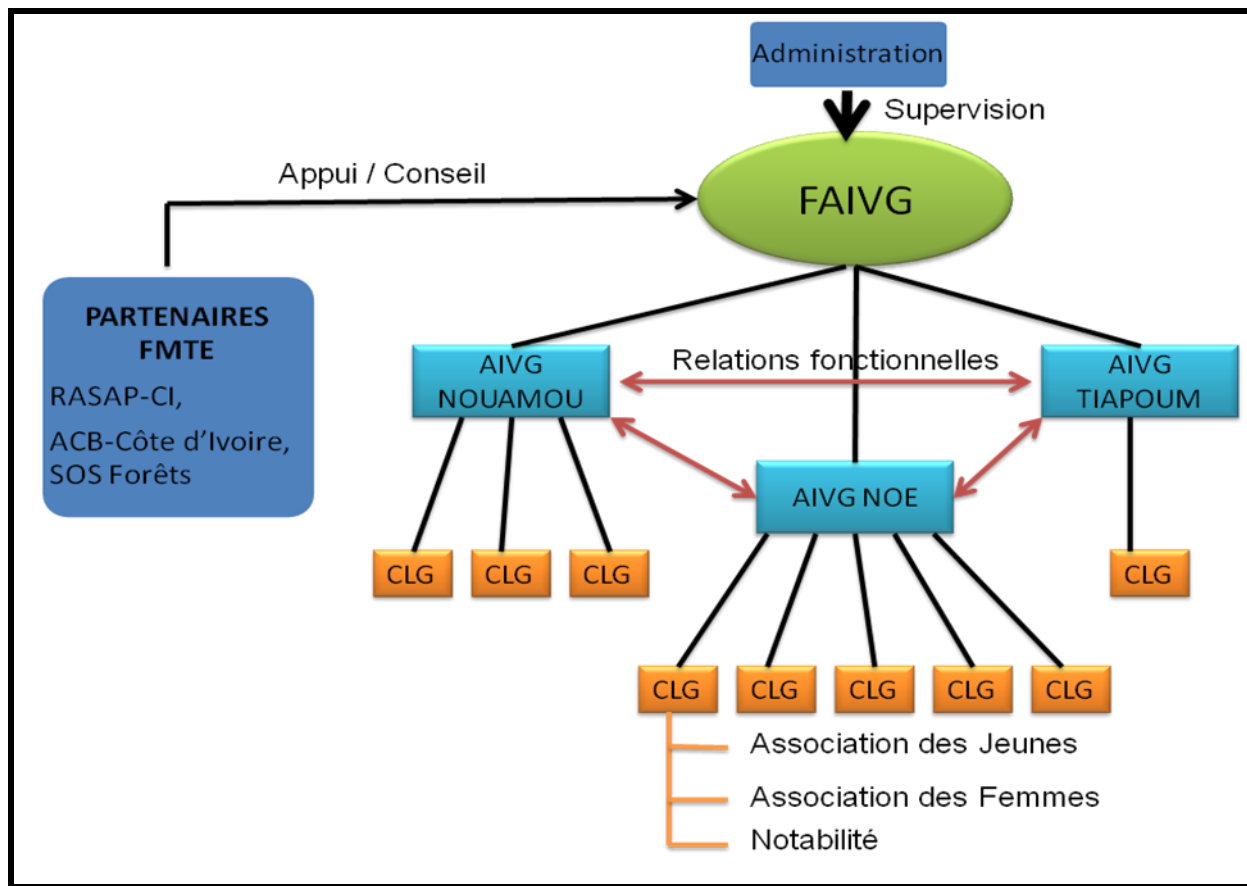 Administration
Supervision
Appui / Conseil
FAIVG
PARTENAIRES
FMTE
RASAP-CI,
ACB-Côte d'Ivoire,
SOS Forêts
AIVG
NOUAMOU
Relations fonctionnelles
AIVG
TIAPOUM
AIVG NOE
CLG
CLG
CLG
CLG
CLG
CLG
CLG
CLG
CLG
Association des Jeunes
Association des Femmes
Notabilité